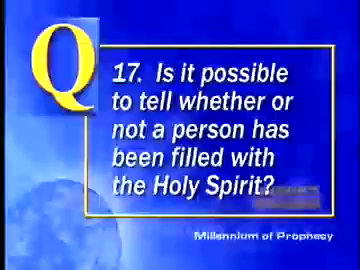 Q
17. Is it possible
to tell whether or
not a person has
been filled with
the Holy Spirit?
Millennium of Prophecy